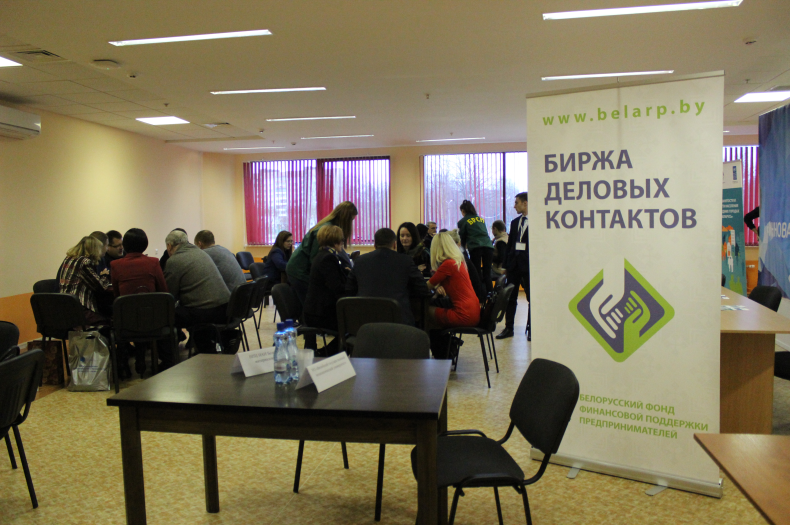 www.belarp.by
БИРЖА
ДЕЛОВЫХ
КОНТАКТОВ
БЕЛОРУССКИЙ ФОНД
ФИНАНСОВОЙ ПОДДЕРЖКИ
ПРЕДПРИНИМАТЕЛЕЙ